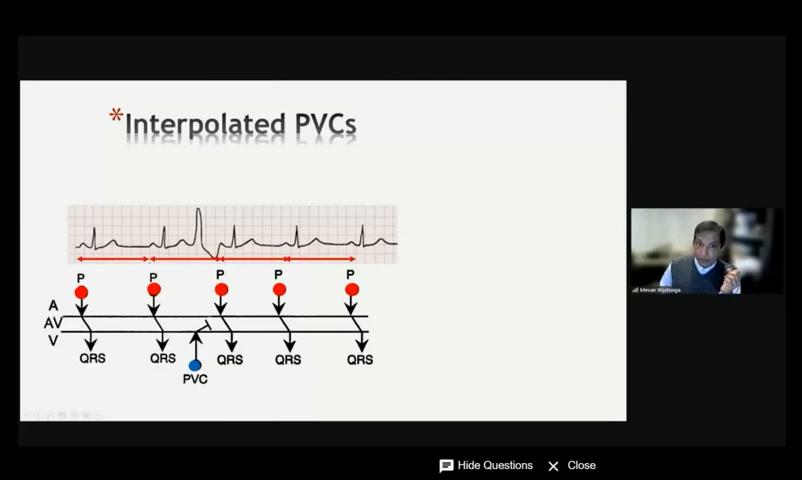 *Interpolated PVCs
P P P P P
A
AV
V
QRS QRS QRS QRS QRS
PVC
Mevan Wijetunga
Hide Questions
Close